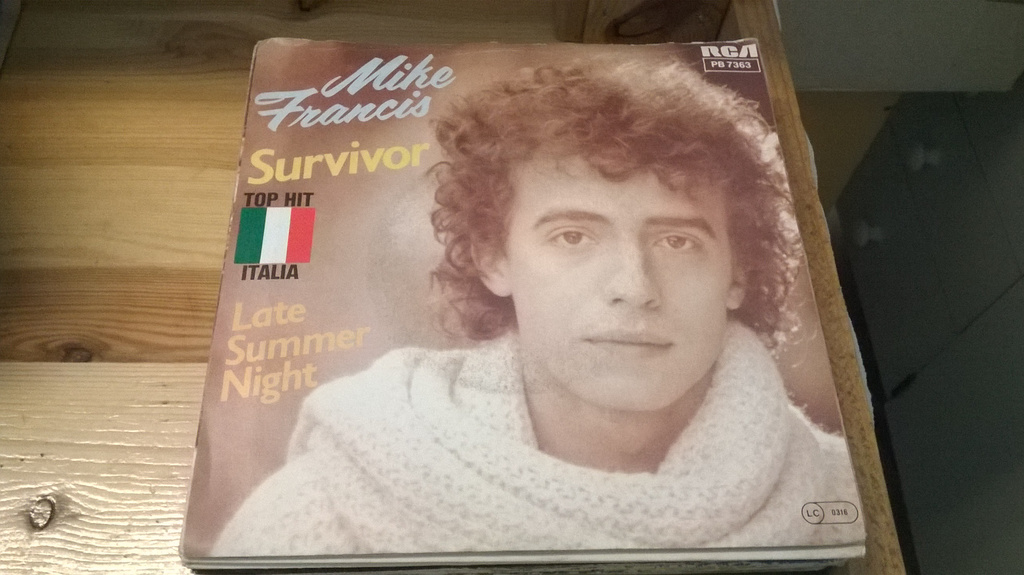 Mike
Francis
RCA
PB 7363
Survivor
TOP HIT
ITALIA
Late
Summer
Night
LC 0316